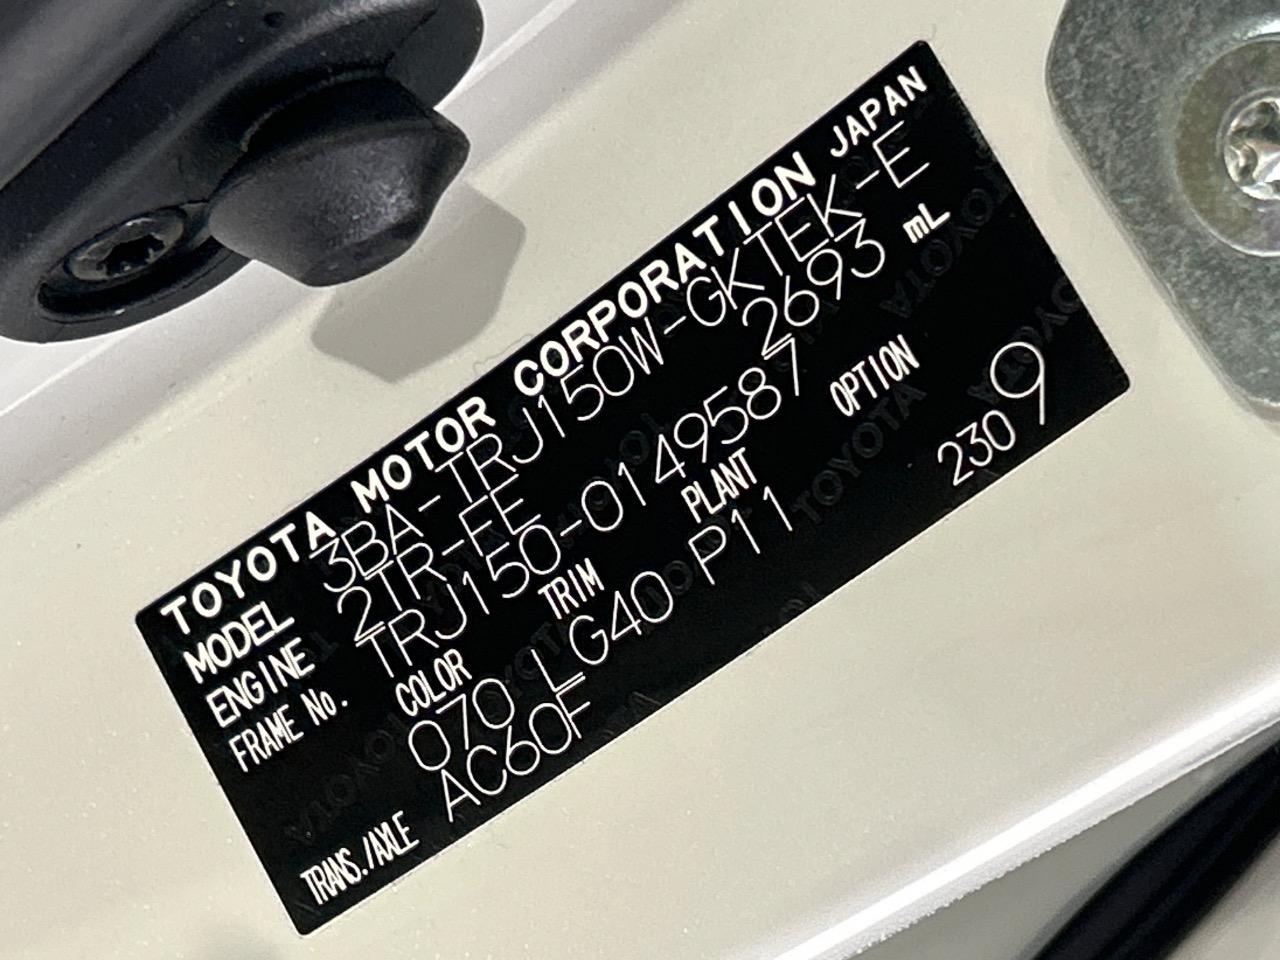 TOYOTA MOTOR CORPORATION JAPAN
MODEL 3BA-TRJ150W-GKTEK-E
ENGINE 2TR-FE 2693 mL
FRAME No. TRJ150-0149587
COLOR TRIM PLANT OPTION
070 LG40 P11 2309
TRANS./AXLE AC60F